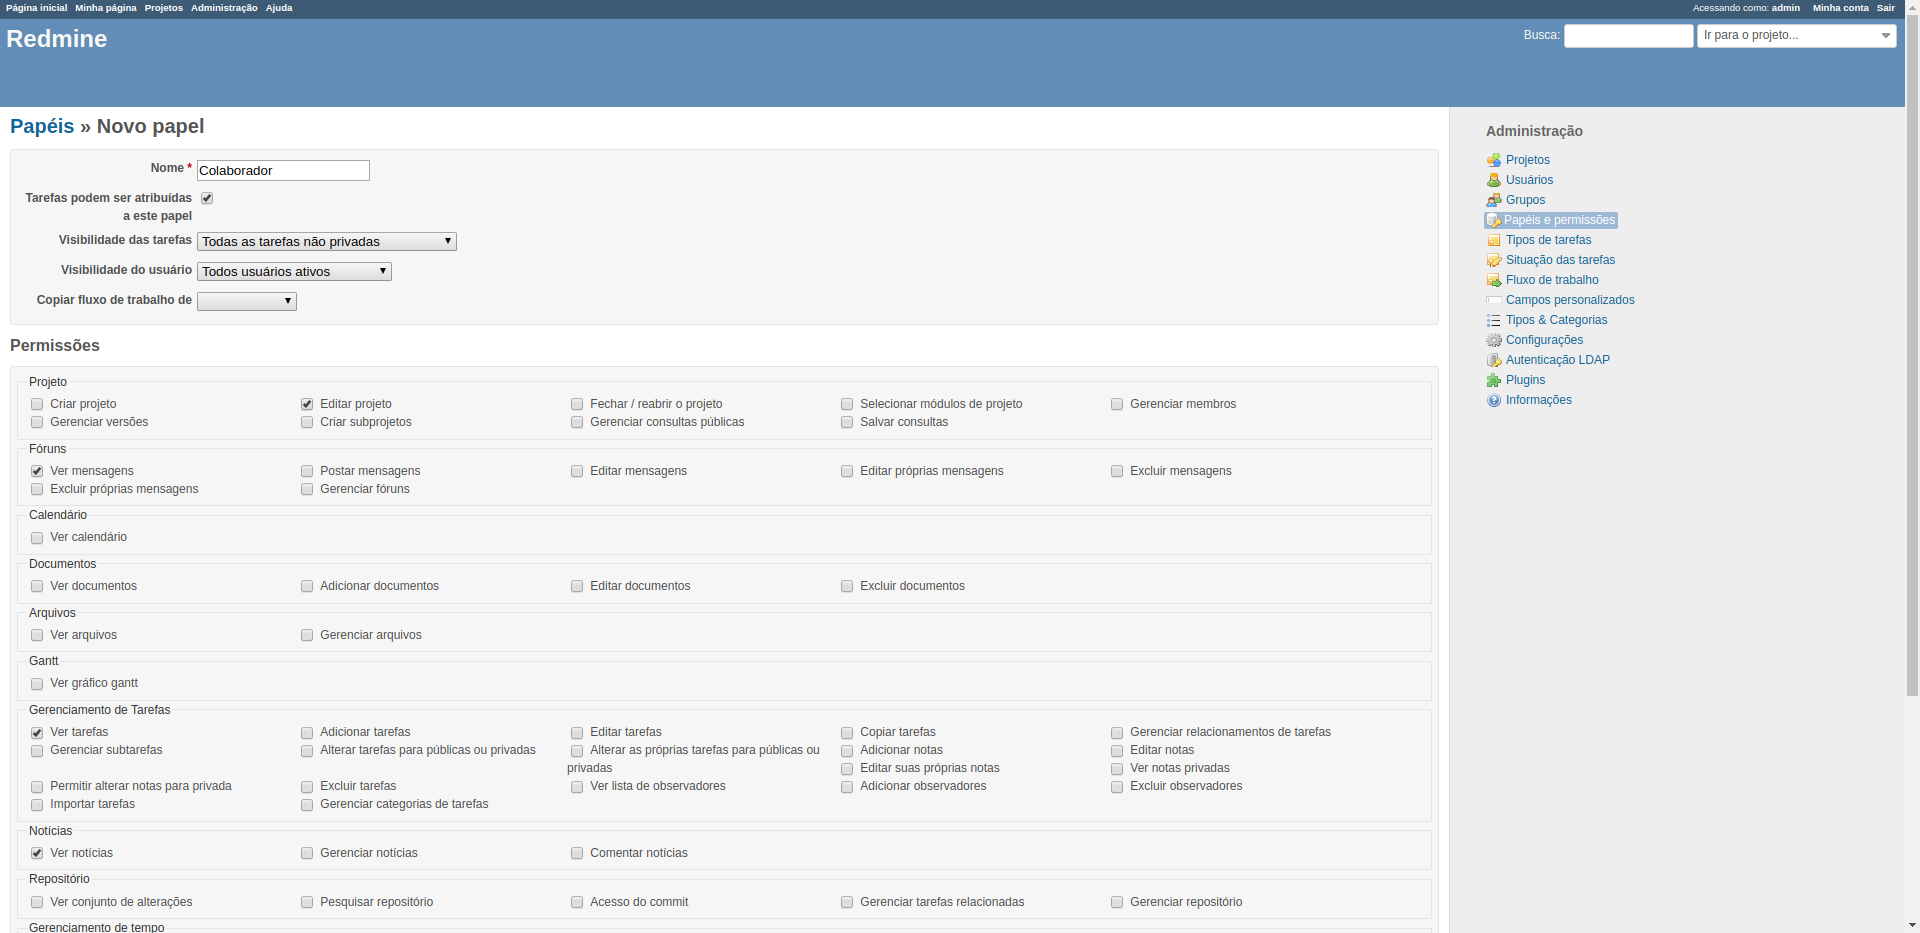 Página inicial Minha página Projetos Administração Ajuda Acessando como: admin Minha conta Sair
Redmine Busca: Ir para o projeto...
Papéis » Novo papel
Nome * Colaborador
Tarefas podem ser atribuídas
a este papel
Visibilidade das tarefas Todas as tarefas não privadas
Visibilidade do usuário Todos usuários ativos
Copiar fluxo de trabalho de
Permissões
Projeto
Criar projeto Editar projeto Fechar / reabrir o projeto Selecionar módulos de projeto Gerenciar membros
Gerenciar versões Criar subprojetos Gerenciar consultas públicas Salvar consultas
Fóruns
Ver mensagens Postar mensagens Editar mensagens Editar próprias mensagens Excluir mensagens
Excluir próprias mensagens Gerenciar fóruns
Calendário
Ver calendário
Documentos
Ver documentos Adicionar documentos Editar documentos Excluir documentos
Arquivos
Ver arquivos Gerenciar arquivos
Gantt
Ver gráfico gantt
Gerenciamento de Tarefas
Ver tarefas Adicionar tarefas Editar tarefas Copiar tarefas Gerenciar relacionamentos de tarefas
Gerenciar subtarefas Alterar tarefas para públicas ou privadas Alterar as próprias tarefas para públicas ou Adicionar notas Editar notas
privadas Editar suas próprias notas Ver notas privadas
Permitir alterar notas para privada Excluir tarefas Ver lista de observadores Adicionar observadores Excluir observadores
Importar tarefas Gerenciar categorias de tarefas
Notícias
Ver notícias Gerenciar notícias Comentar notícias
Repositório
Ver conjunto de alterações Pesquisar repositório Acesso do commit Gerenciar tarefas relacionadas Gerenciar repositório
Gerenciamento de tempo
Administração
Projetos
Usuários
Grupos
Papéis e permissões
Tipos de tarefas
Situação das tarefas
Fluxo de trabalho
Campos personalizados
Tipos & Categorias
Configurações
Autenticação LDAP
Plugins
Informações